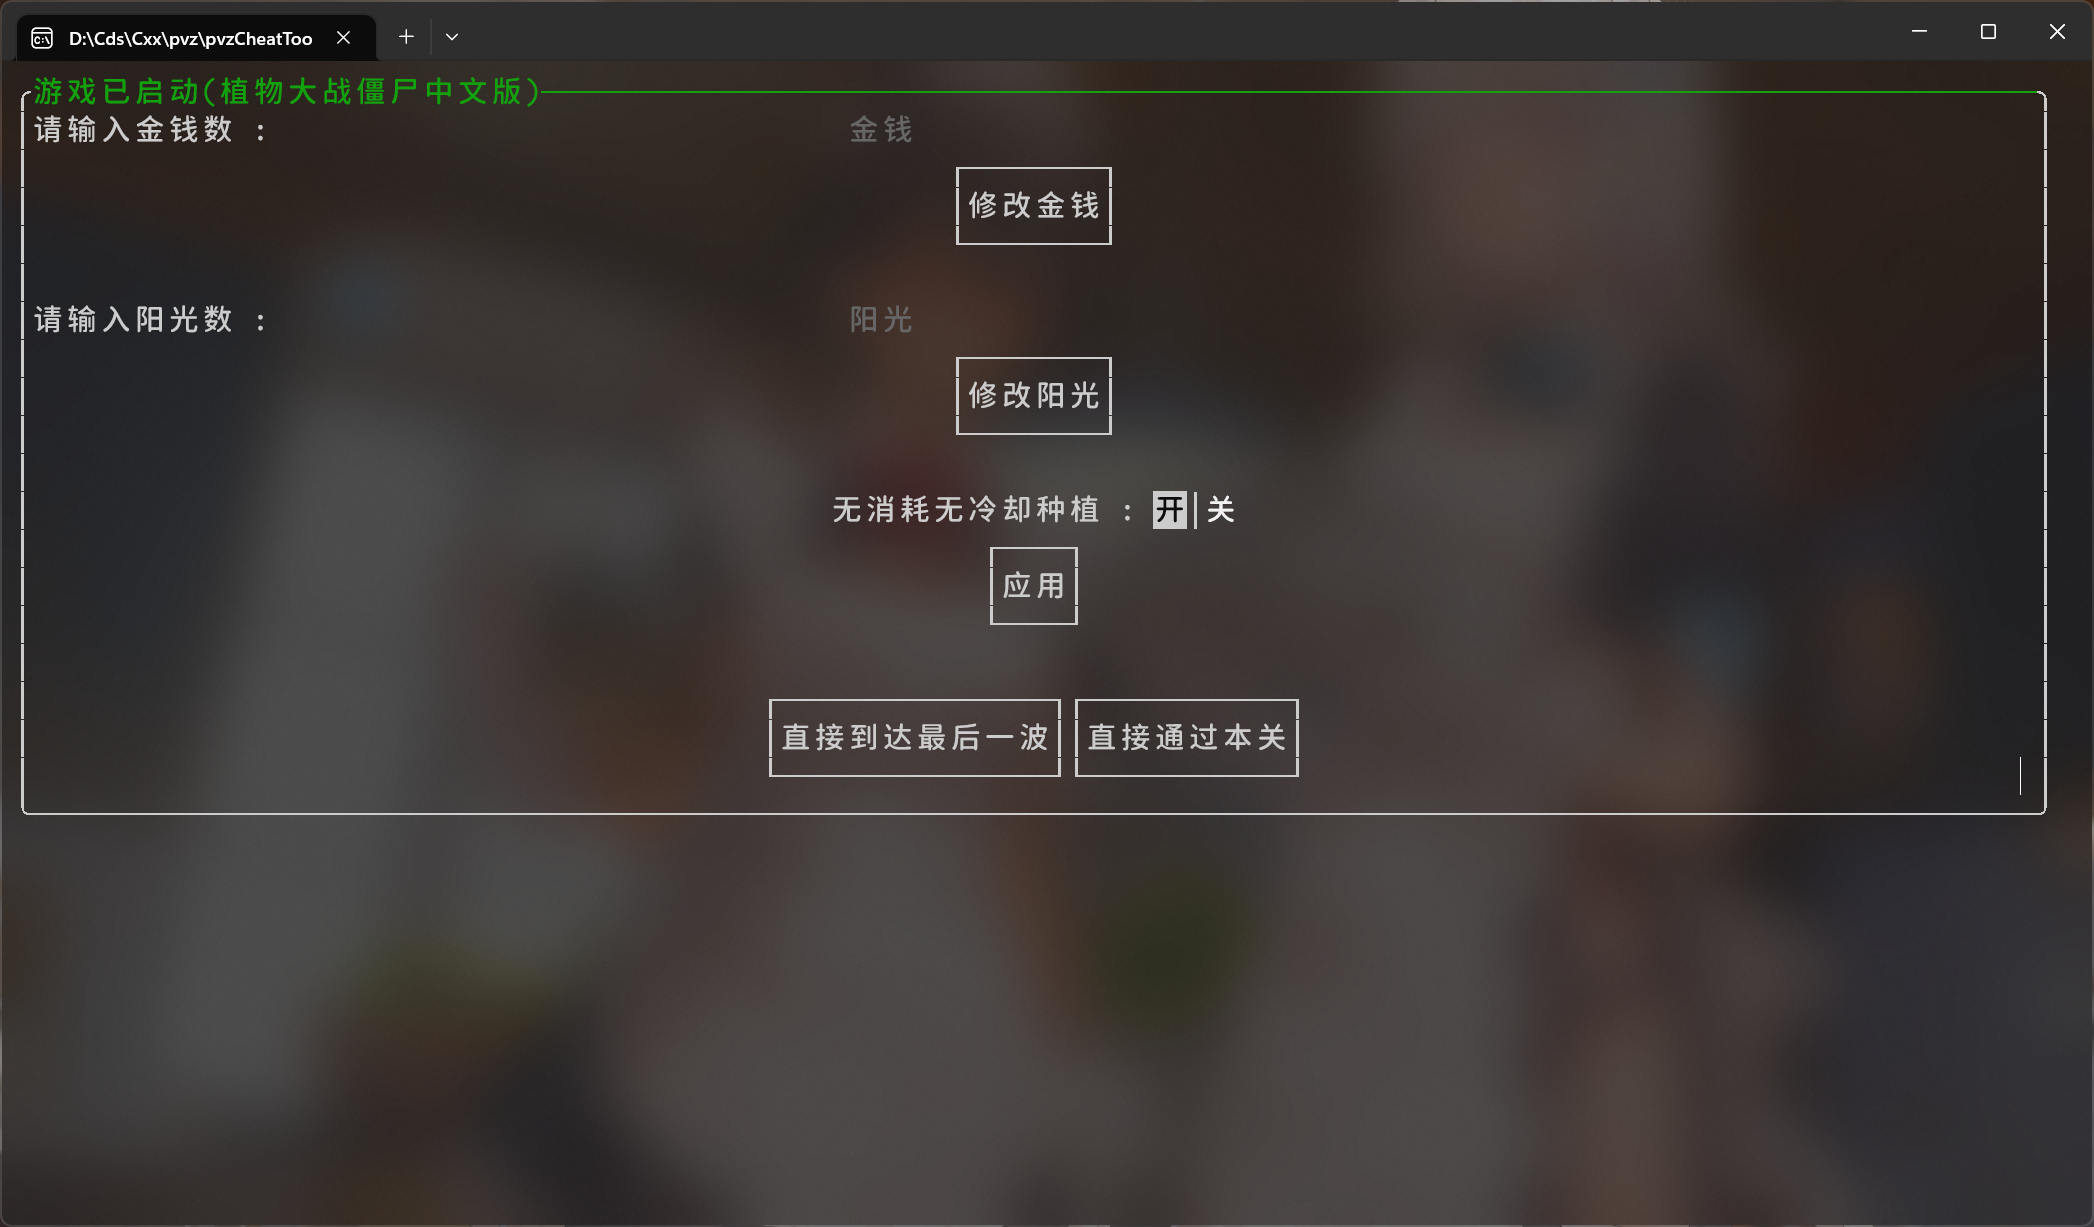 D:\Cds\Cxx\pvz\pvzCheatToo
游戏已启动(植物大战僵尸中文版)
请输入金钱数 : 金钱
修改金钱
请输入阳光数 : 阳光
修改阳光
无消耗无冷却种植 : 开│关
应用
直接到达最后一波 直接通过本关